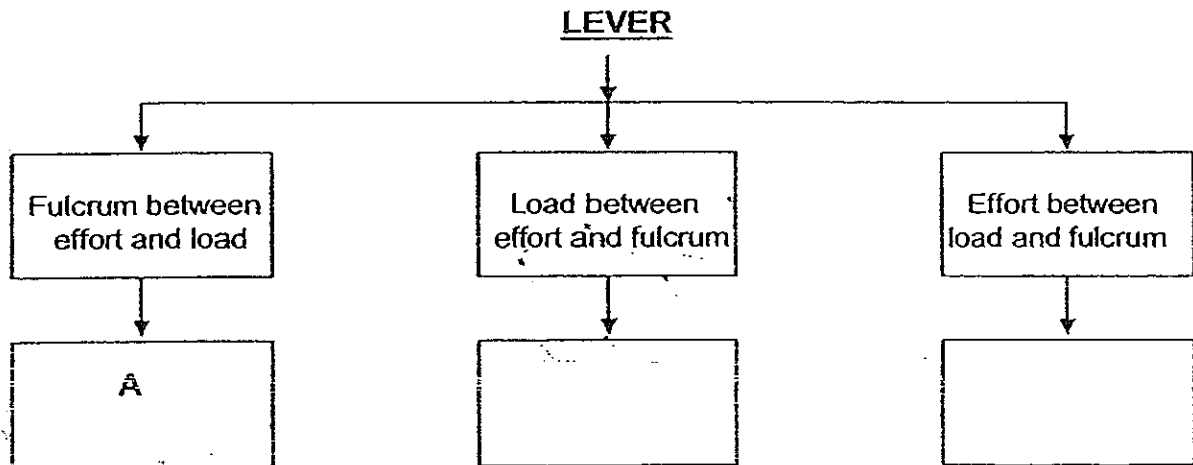 LEVER
Fulcrum between
effort and load
Load between
effort and fulcrum
Effort between
load and fulcrum
A